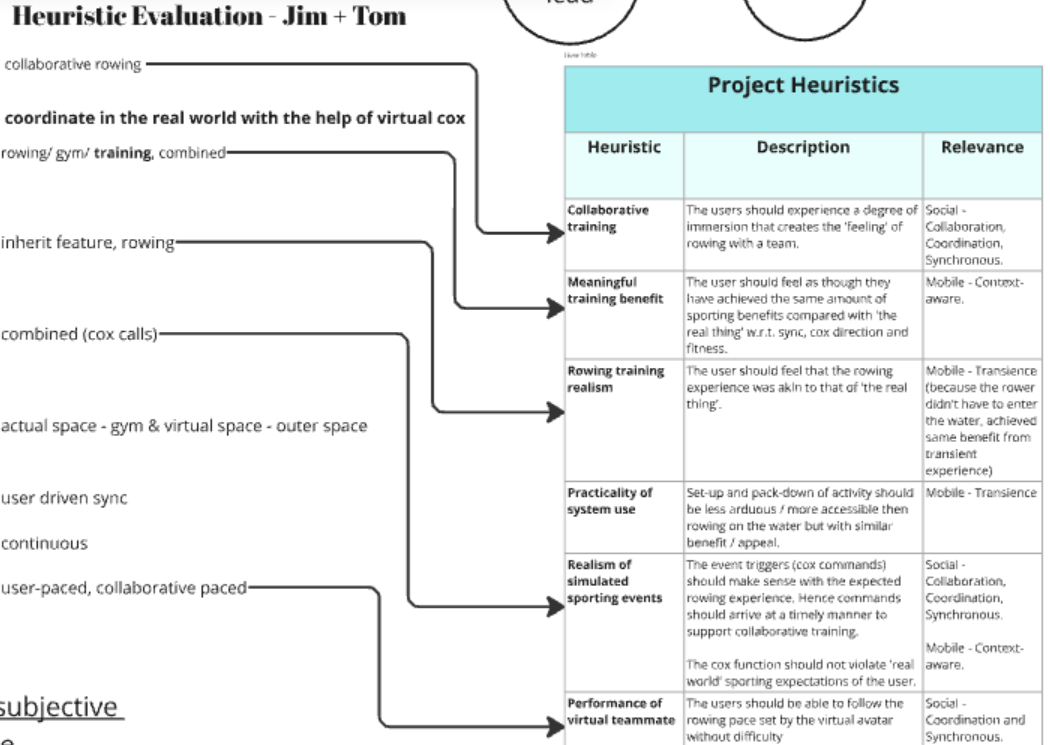 Heuristic Evaluation - Jim + Tom
lead
collaborative rowing
coordinate in the real world with the help of virtual cox
rowing/ gym/ training, combined
inherit feature, rowing
combined (cox calls)
actual space - gym & virtual space - outer space
user driven sync
continuous
user-paced, collaborative paced
subjective
Project Heuristics
Heuristic
Description
Relevance
Collaborative
training
The users should experience a degree of
immersion that creates the 'feeling' of
rowing with a team.
Social -
Collaboration,
Coordination,
Synchronous.
Meaningful
training benefit
The user should feel as though they
have achieved the same amount of
sporting benefits compared with 'the
real thing' w.r.t. sync, cox direction and
fitness.
Mobile - Context-
aware.
Rowing training
realism
The user should feel that the rowing
experience was akin to that of 'the real
thing'.
Mobile - Transience
(because the rower
didn't have to enter
the water, achieved
same benefit from
transient
experience)
Practicality of
system use
Set-up and pack-down of activity should
be less arduous / more accessible then
rowing on the water but with similar
benefit / appeal.
Mobile - Transience
Realism of
simulated
sporting events
The event triggers (cox commands)
should make sense with the expected
rowing experience. Hence commands
should arrive at a timely manner to
support collaborative training.
The cox function should not violate 'real
world' sporting expectations of the user.
Social -
Collaboration,
Coordination,
Synchronous.
Mobile - Context-
aware.
Performance of
virtual teammate
The users should be able to follow the
rowing pace set by the virtual avatar
without difficulty
Social -
Coordination and
Synchronous.